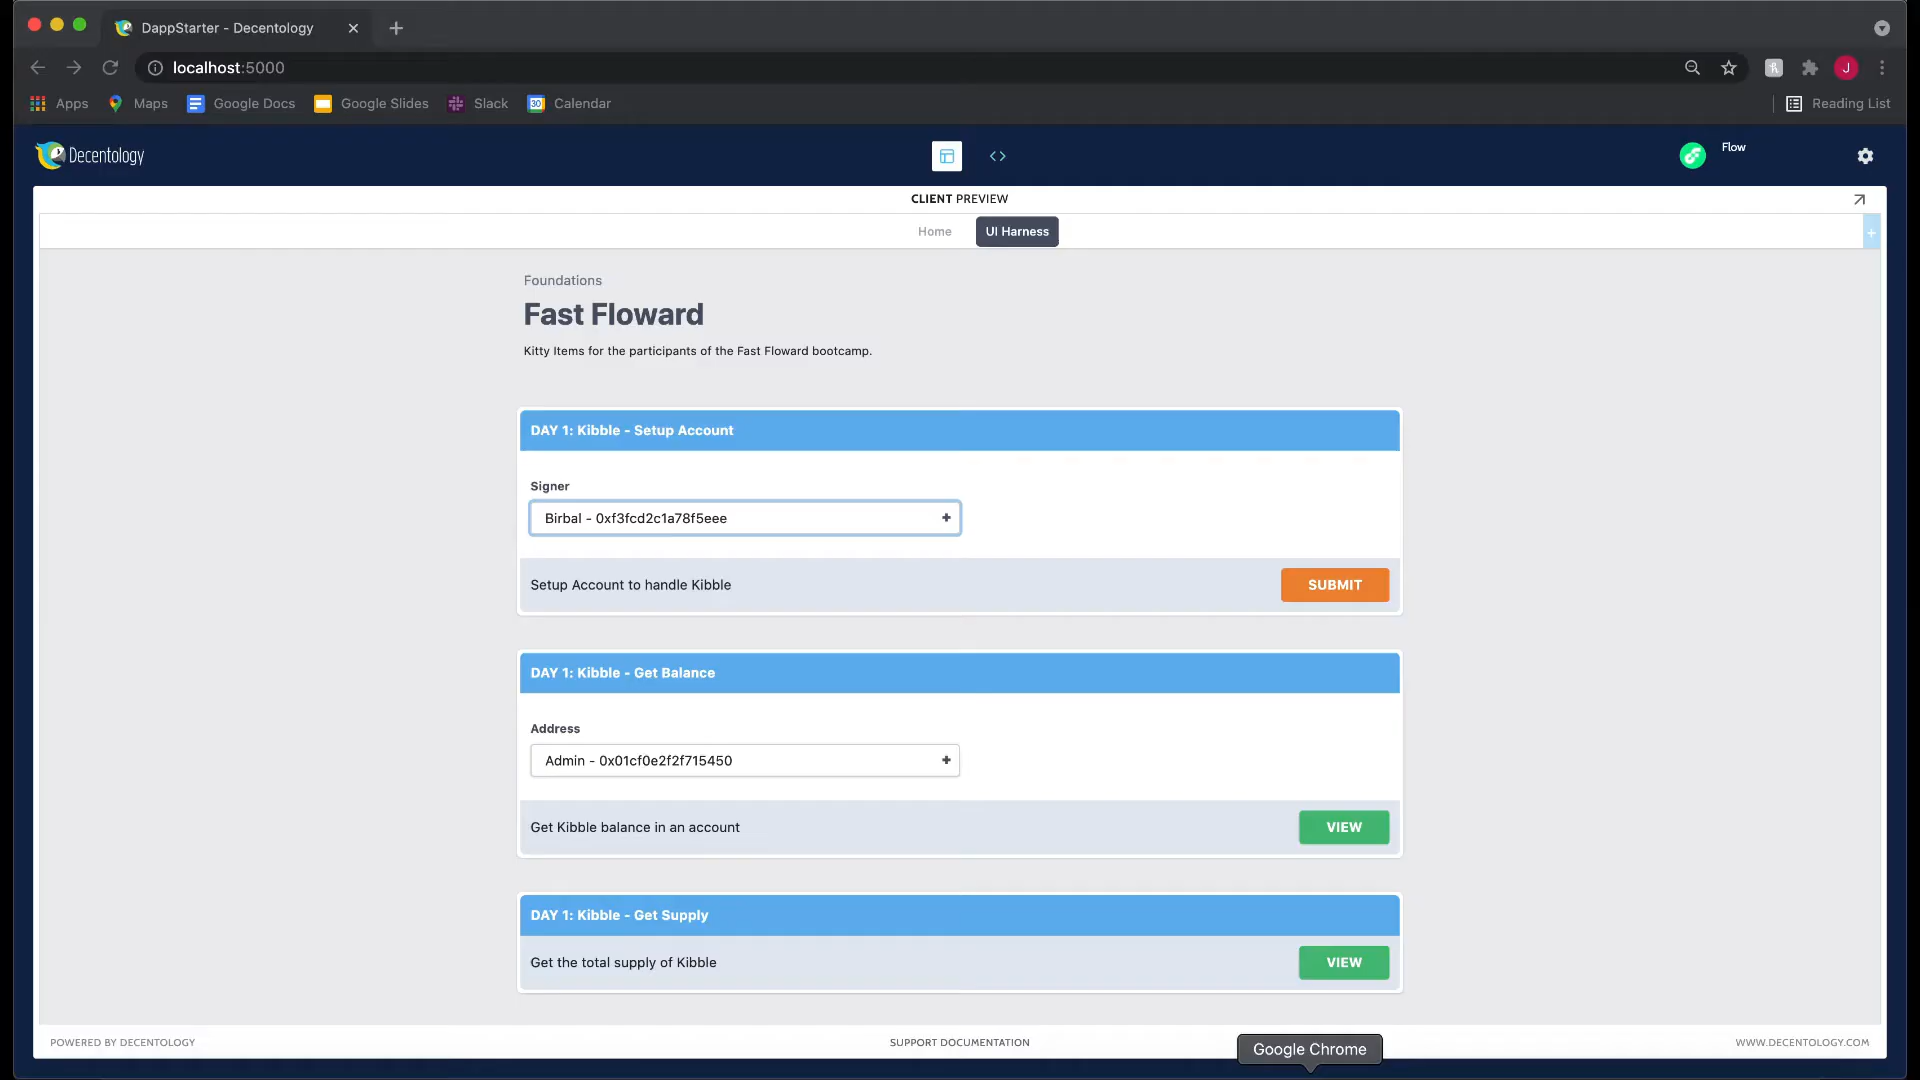 DappStarter - Decentology
localhost:5000
J
Apps
Maps
Google Docs
Google Slides
Slack
30
Calendar
Reading List
Decentology
Flow
CLIENT PREVIEW
Home
UI Harness
Foundations
Fast Floward
Kitty Items for the participants of the Fast Floward bootcamp.
DAY 1: Kibble - Setup Account
Signer
Birbal - 0xf3fcd2c1a78f5eee
Setup Account to handle Kibble
SUBMIT
DAY 1: Kibble - Get Balance
Address
Admin - 0x01cf0e2f2f715450
Get Kibble balance in an account
VIEW
DAY 1: Kibble - Get Supply
Get the total supply of Kibble
VIEW
POWERED BY DECENTOLOGY
SUPPORT DOCUMENTATION
WWW.DECENTOLOGY.COM
Google Chrome